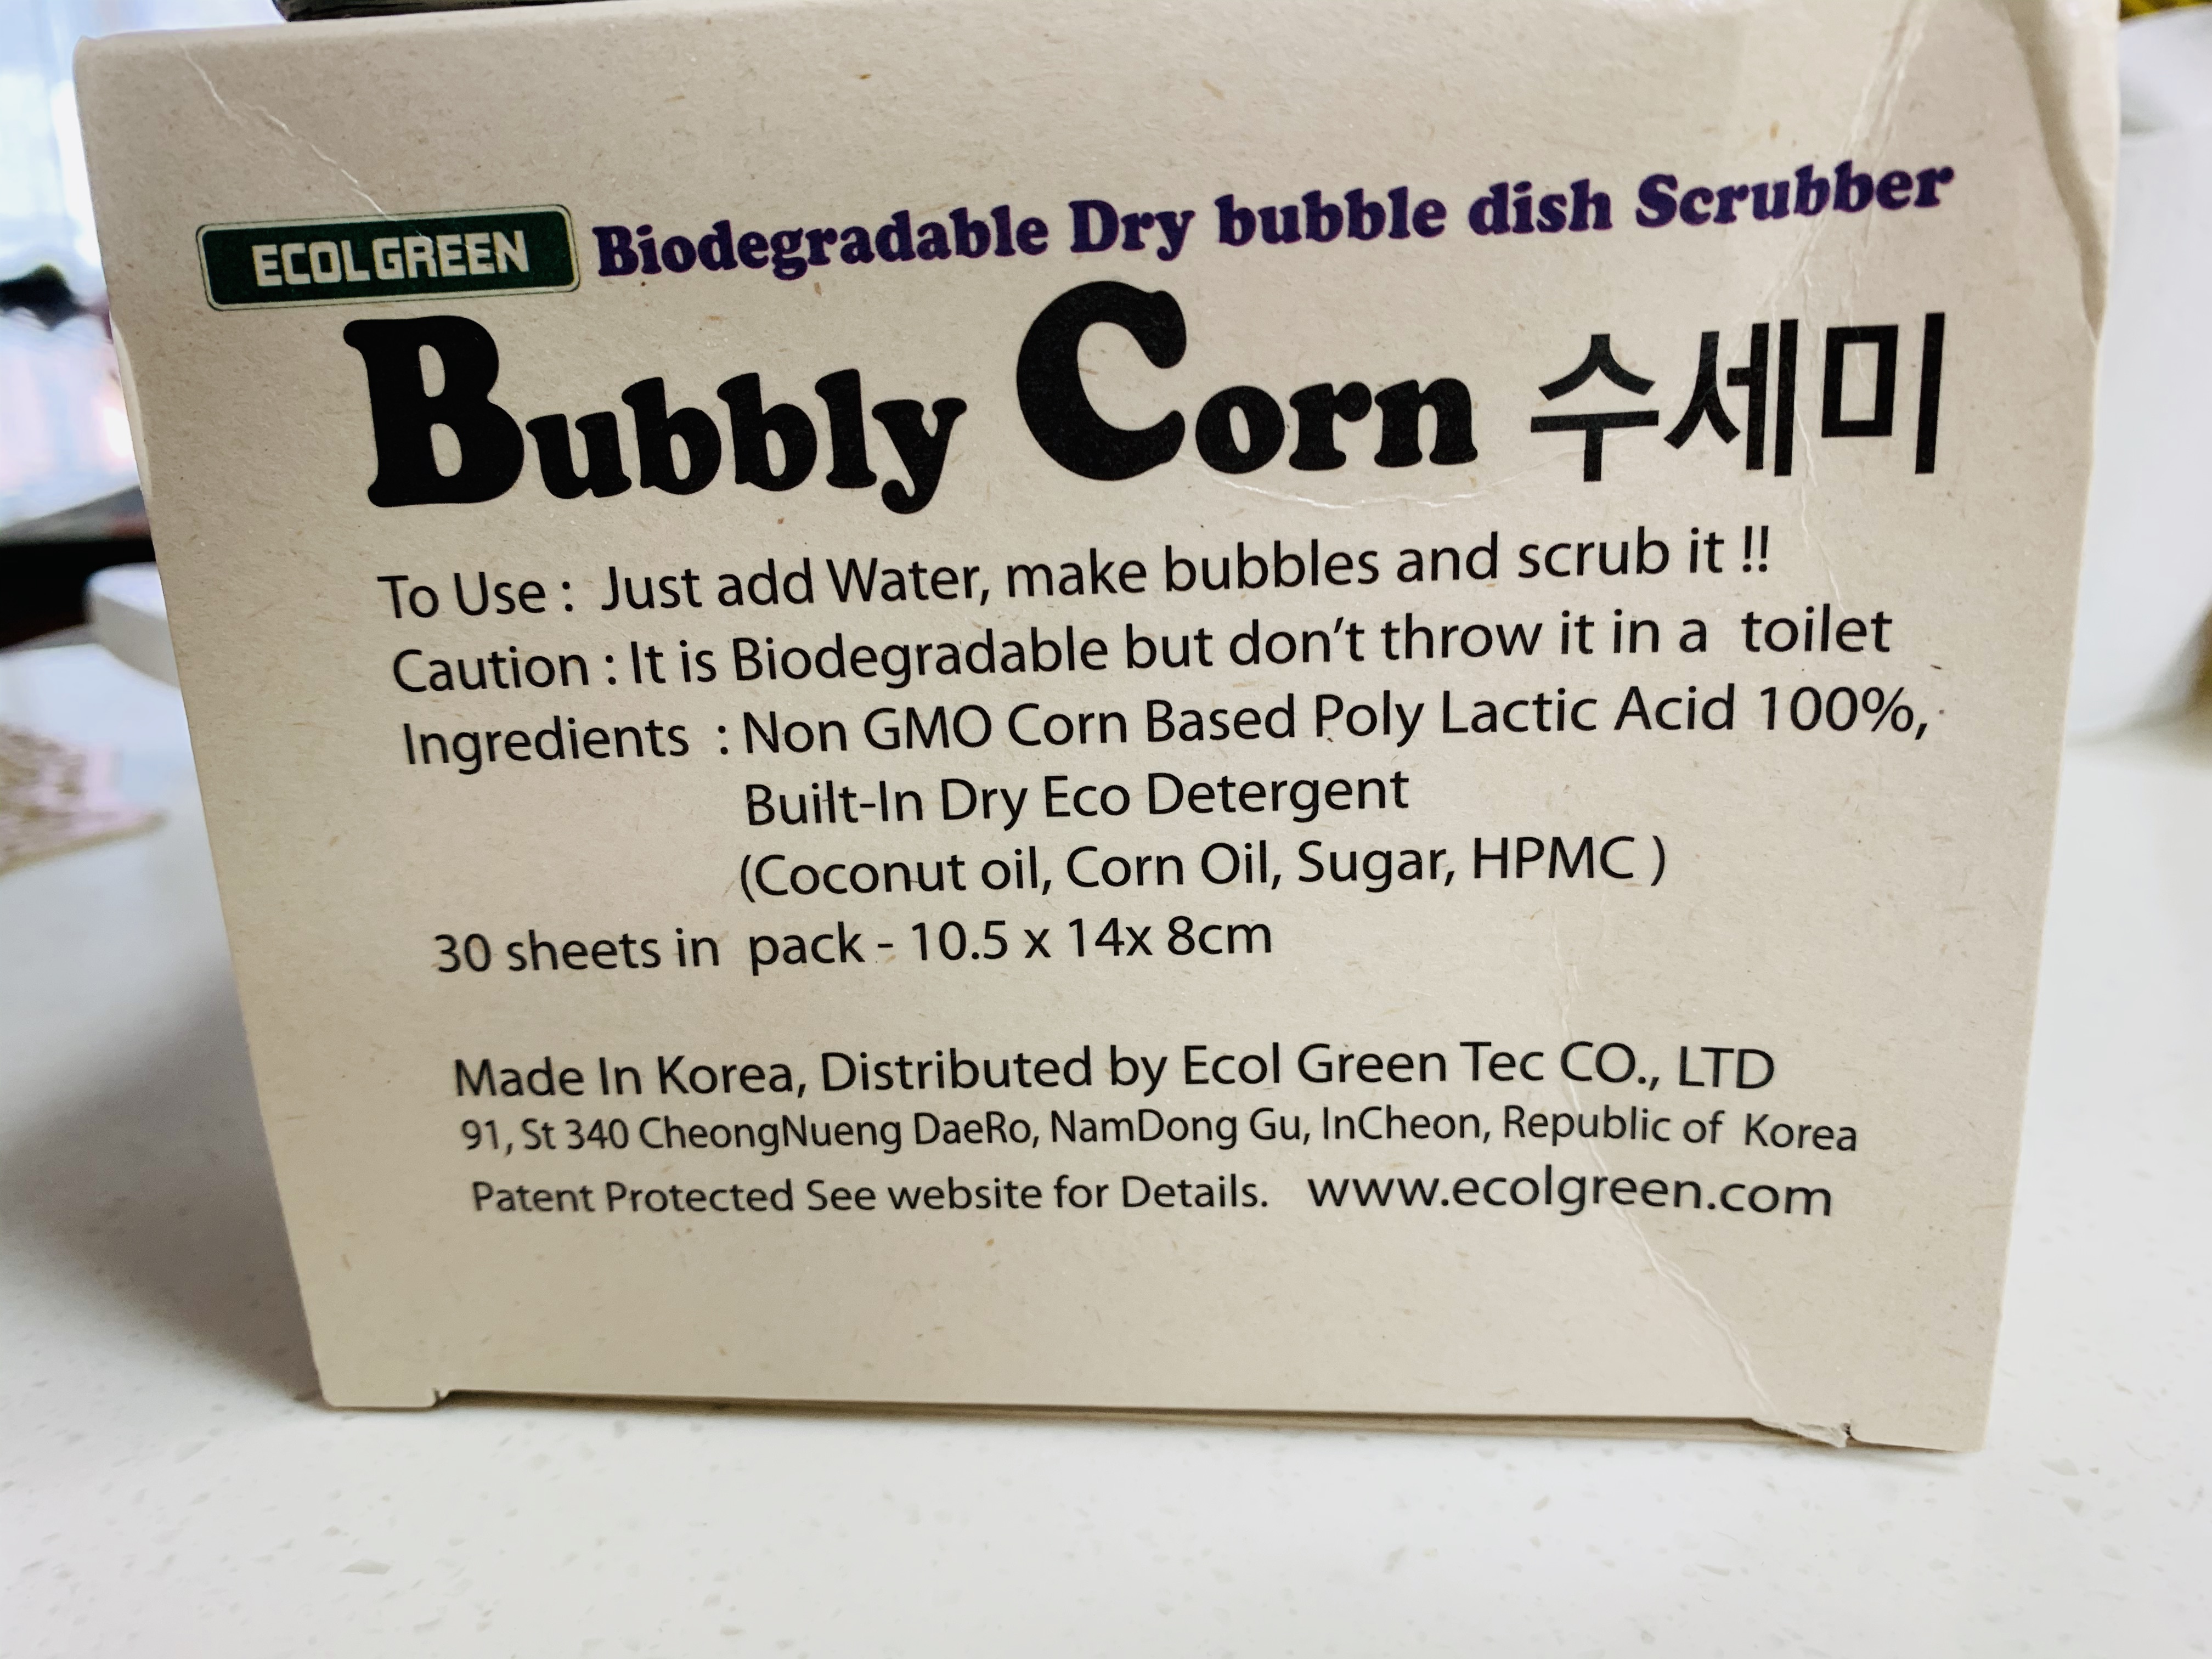 ECOLGREEN Biodegradable Dry bubble dish Scrubber
Bubbly Corn 수세미
To Use : Just add Water, make bubbles and scrub it !!
Caution : It is Biodegradable but don't throw it in a toilet
Ingredients : Non GMO Corn Based Poly Lactic Acid 100%,
Built-In Dry Eco Detergent
(Coconut oil, Corn Oil, Sugar, HPMC )
30 sheets in pack - 10.5 x 14x 8cm
Made In Korea, Distributed by Ecol Green Tec CO., LTD
91, St 340 CheongNueng DaeRo, NamDong Gu, InCheon, Republic of Korea
Patent Protected See website for Details. www.ecolgreen.com